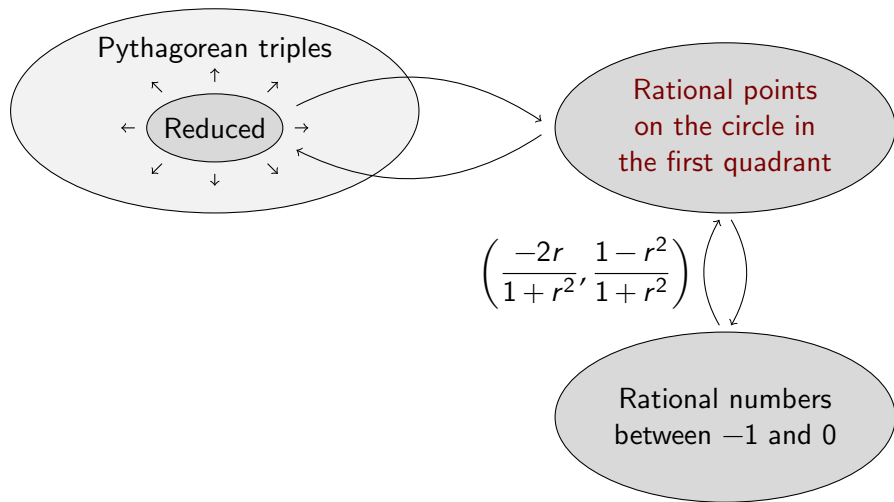 Pythagorean triples
Reduced
Rational points
on the circle in
the first quadrant
(−2r/(1 + r²), (1 − r²)/(1 + r²))
Rational numbers
between −1 and 0